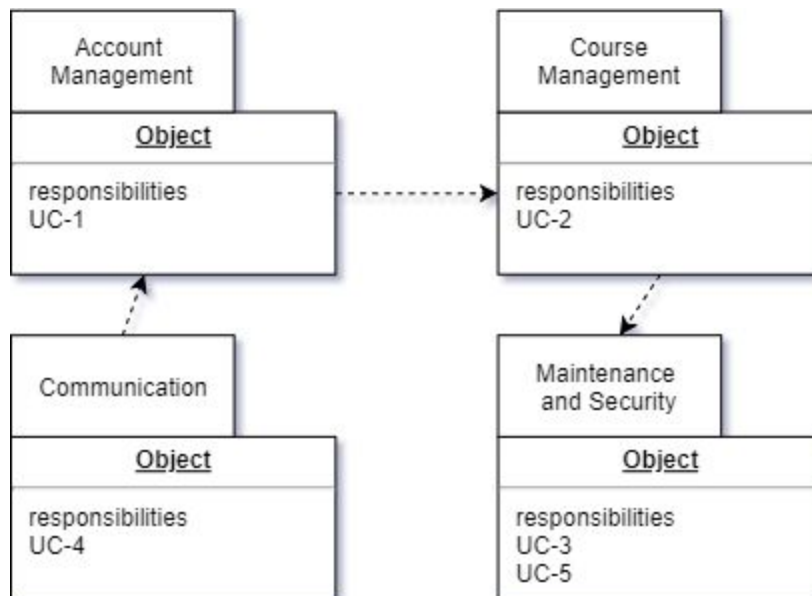 Account
Management
Object
responsibilities
UC-1
Course
Management
Object
responsibilities
UC-2
Communication
Object
responsibilities
UC-4
Maintenance
and Security
Object
responsibilities
UC-3
UC-5